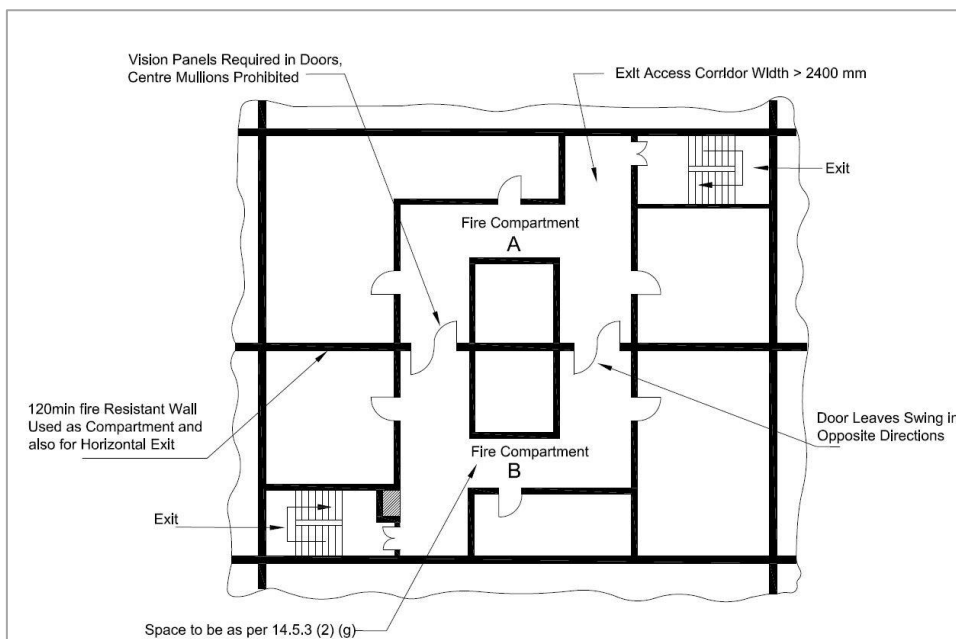 Vision Panels Required in Doors,
Centre Mullions Prohibited
Exit Access Corridor Width > 2400 mm
Exit
Fire Compartment
A
120min fire Resistant Wall
Used as Compartment and
also for Horizontal Exit
Door Leaves Swing in
Opposite Directions
Fire Compartment
B
Exit
Space to be as per 14.5.3 (2) (g)